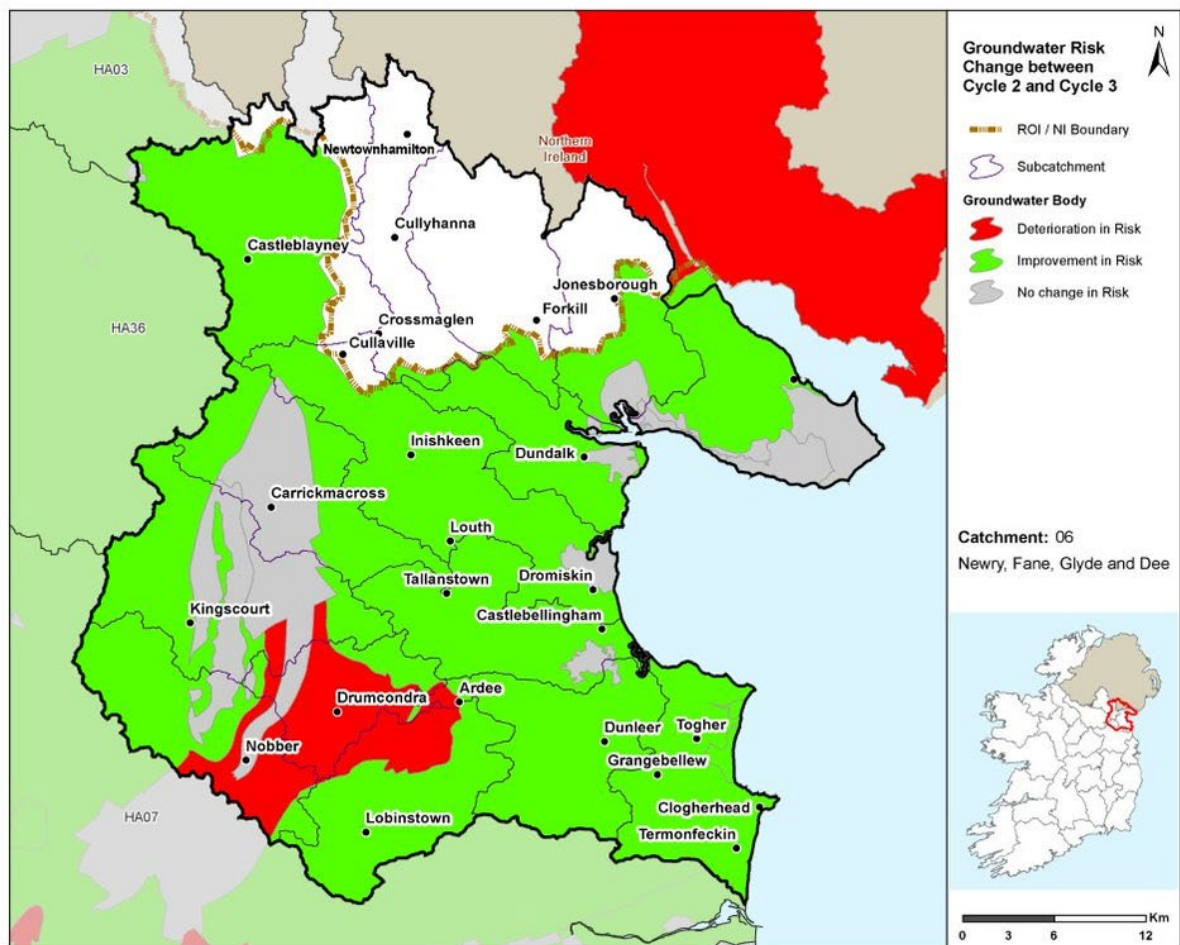 HA03
Newtownhamilton
Northern
Ireland
Cullyhanna
Castleblayney
Jonesborough
Forkill
HA36
Crossmaglen
Cullaville
Inishkeen
Dundalk
Carrickmacross
Louth
Tallanstown
Dromiskin
Kingscourt
Castlebellingham
Drumcondra
Ardee
Dunleer
Togher
Nobber
Grangebellew
HA07
Clogherhead
Lobinstown
Termonfeckin
N
Groundwater Risk
Change between
Cycle 2 and Cycle 3
ROI / NI Boundary
Subcatchment
Groundwater Body
Deterioration in Risk
Improvement in Risk
No change in Risk
Catchment: 06
Newry, Fane, Glyde and Dee
Km
0 3 6 12